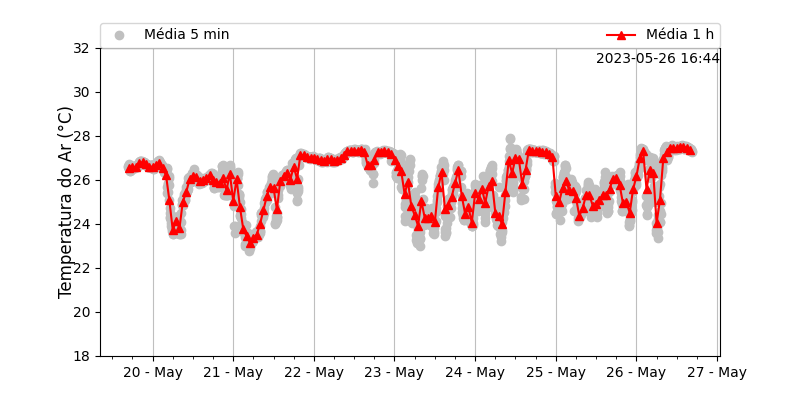 Média 5 min
Média 1 h
2023-05-26 16:44
Temperatura do Ar (°C)
32
30
28
26
24
22
20
18
20 - May
21 - May
22 - May
23 - May
24 - May
25 - May
26 - May
27 - May